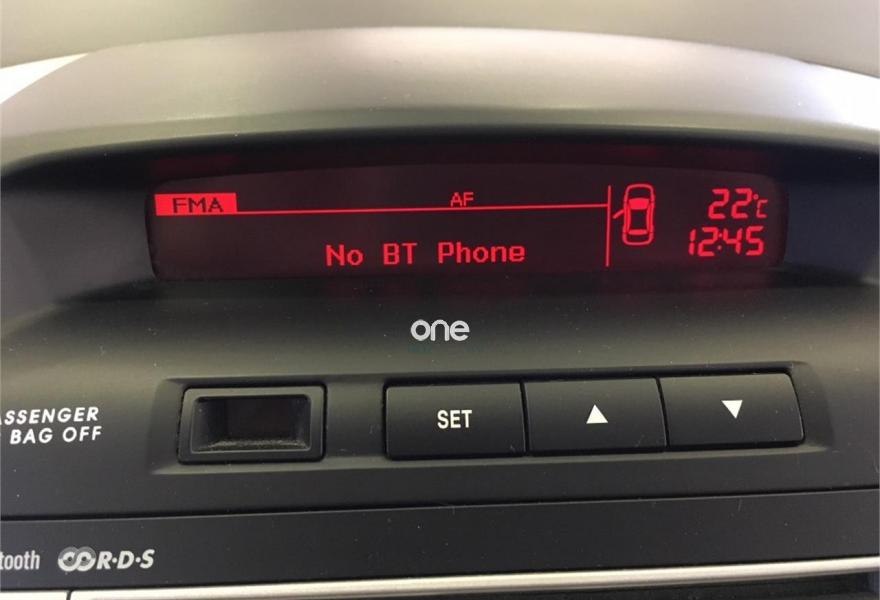 FMA
AF
22°C
No BT Phone
12:45
one
ASSENGER
BAG OFF
SET
tooth
R·D·S